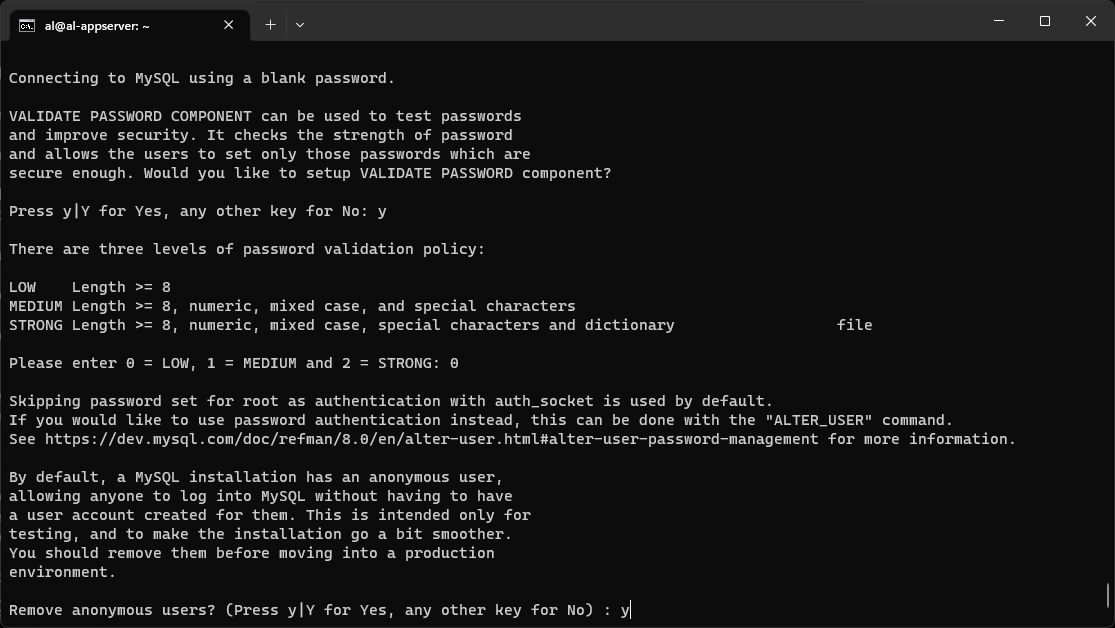 al@al-appserver: ~
Connecting to MySQL using a blank password.
VALIDATE PASSWORD COMPONENT can be used to test passwords
and improve security. It checks the strength of password
and allows the users to set only those passwords which are
secure enough. Would you like to setup VALIDATE PASSWORD component?
Press y|Y for Yes, any other key for No: y
There are three levels of password validation policy:
LOW    Length >= 8
MEDIUM Length >= 8, numeric, mixed case, and special characters
STRONG Length >= 8, numeric, mixed case, special characters and dictionary                  file
Please enter 0 = LOW, 1 = MEDIUM and 2 = STRONG: 0
Skipping password set for root as authentication with auth_socket is used by default.
If you would like to use password authentication instead, this can be done with the "ALTER_USER" command.
See https://dev.mysql.com/doc/refman/8.0/en/alter-user.html#alter-user-password-management for more information.
By default, a MySQL installation has an anonymous user,
allowing anyone to log into MySQL without having to have
a user account created for them. This is intended only for
testing, and to make the installation go a bit smoother.
You should remove them before moving into a production
environment.
Remove anonymous users? (Press y|Y for Yes, any other key for No) : y